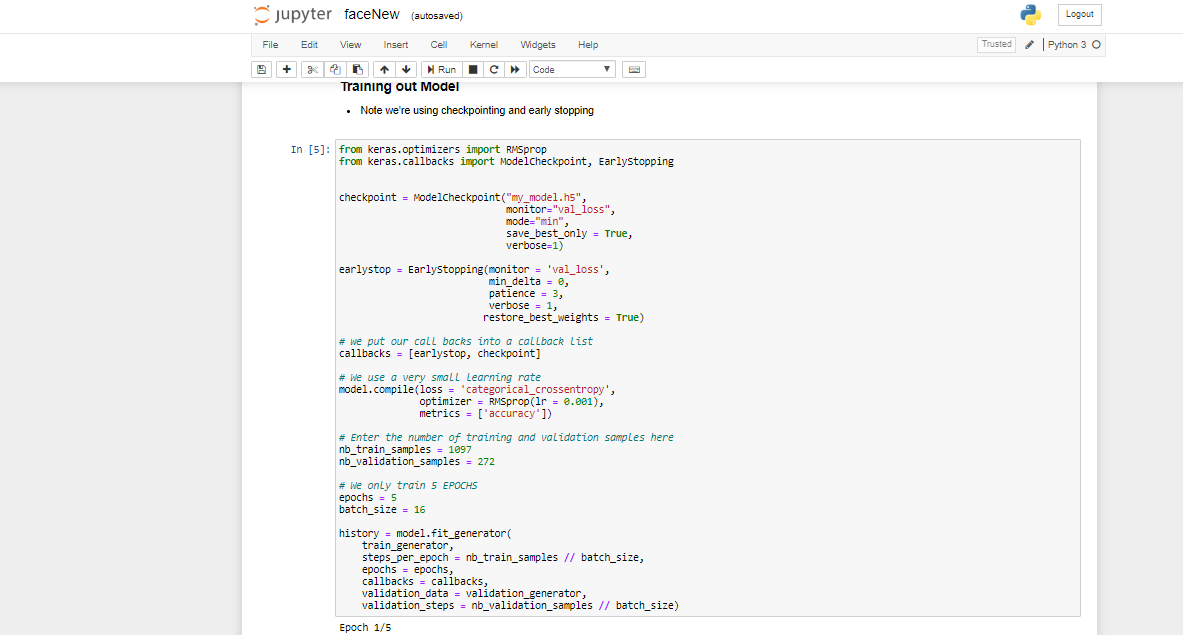 jupyter faceNew (autosaved)
Logout
File Edit View Insert Cell Kernel Widgets Help
Trusted Python 3
Run Code
Training out Model
• Note we're using checkpointing and early stopping
In [5]:
from keras.optimizers import RMSprop
from keras.callbacks import ModelCheckpoint, EarlyStopping
checkpoint = ModelCheckpoint("my_model.h5",
monitor="val_loss",
mode="min",
save_best_only = True,
verbose=1)
earlystop = EarlyStopping(monitor = 'val_loss',
min_delta = 0,
patience = 3,
verbose = 1,
restore_best_weights = True)
# we put our call backs into a callback list
callbacks = [earlystop, checkpoint]
# We use a very small learning rate
model.compile(loss = 'categorical_crossentropy',
optimizer = RMSprop(lr = 0.001),
metrics = ['accuracy'])
# Enter the number of training and validation samples here
nb_train_samples = 1097
nb_validation_samples = 272
# We only train 5 EPOCHS
epochs = 5
batch_size = 16
history = model.fit_generator(
train_generator,
steps_per_epoch = nb_train_samples // batch_size,
epochs = epochs,
callbacks = callbacks,
validation_data = validation_generator,
validation_steps = nb_validation_samples // batch_size)
Epoch 1/5